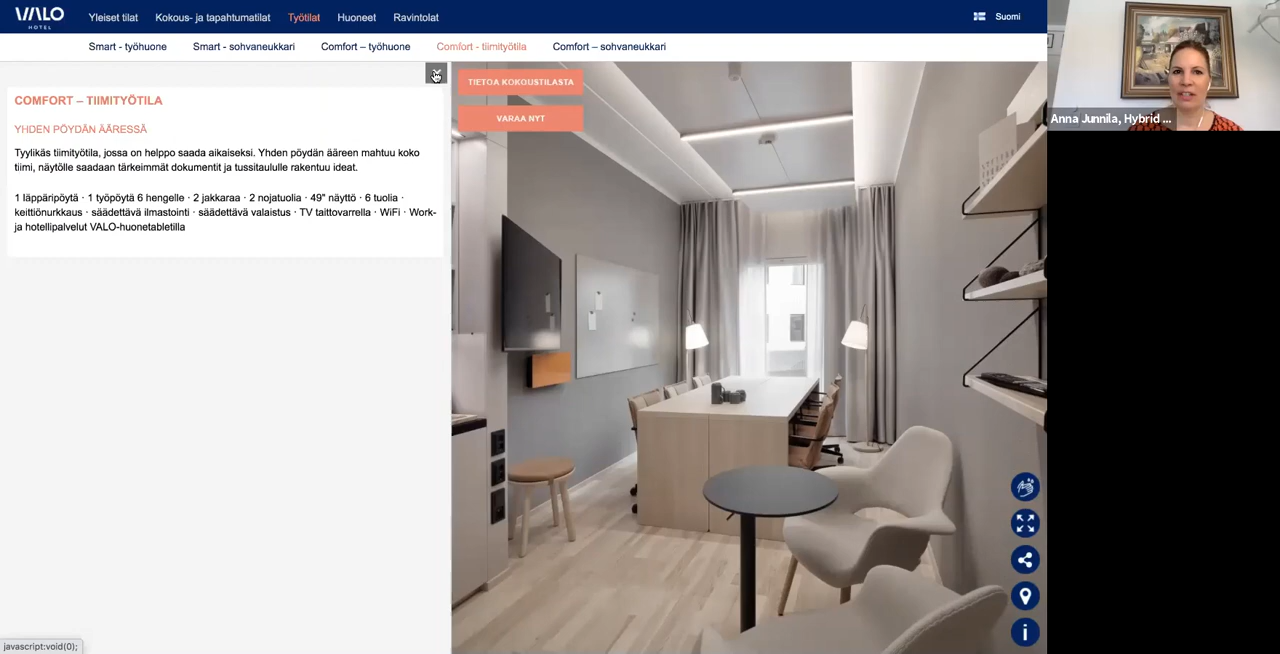 VALO
HOTEL
Yleiset tilat
Kokous- ja tapahtumatilat
Työtilat
Huoneet
Ravintolat
Suomi
Smart - työhuone
Smart - sohvaneukkari
Comfort – työhuone
Comfort - tiimityötila
Comfort – sohvaneukkari
COMFORT – TIIMITYÖTILA
YHDEN PÖYDÄN ÄÄRESSÄ
Tyylikäs tiimityötila, jossa on helppo saada aikaiseksi. Yhden pöydän ääreen mahtuu koko
tiimi, näytölle saadaan tärkeimmät dokumentit ja tussitaululle rakentuu ideat.
1 läppäripöytä · 1 työpöytä 6 hengelle · 2 jakkaraa · 2 nojatuolia · 49" näyttö · 6 tuolia ·
keittiönurkkaus · säädettävä ilmastointi · säädettävä valaistus · TV taittovarrella · WiFi · Work-
ja hotellipalvelut VALO-huonetabletilla
TIETOA KOKOUSTILASTA
VARAA NYT
Anna Junnila, Hybrid ...
javascript:void(0);